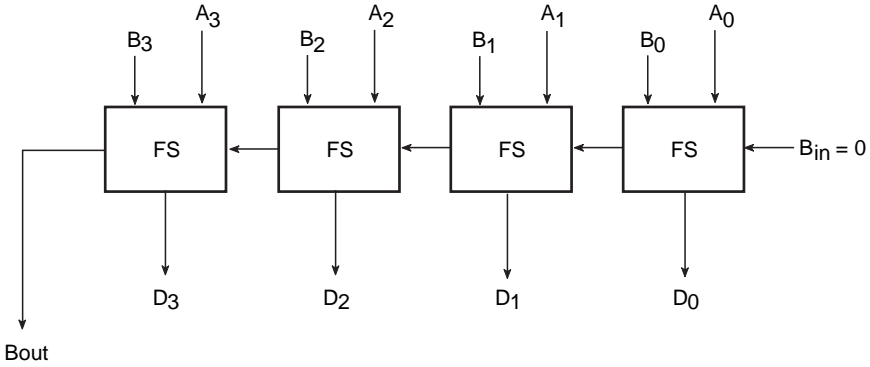 A3 A2 A1 A0
B3 B2 B1 B0
FS FS FS FS Bin = 0
D3 D2 D1 D0
Bout